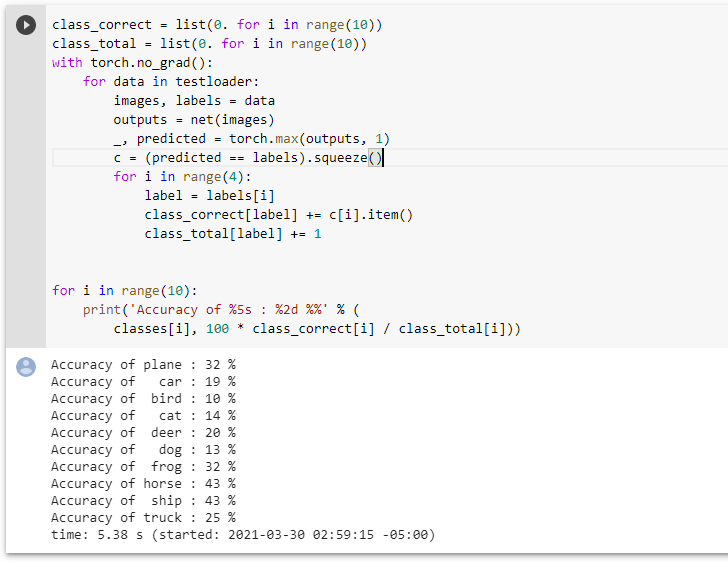 class_correct = list(0. for i in range(10))
class_total = list(0. for i in range(10))
with torch.no_grad():
    for data in testloader:
        images, labels = data
        outputs = net(images)
        _, predicted = torch.max(outputs, 1)
        c = (predicted == labels).squeeze()
        for i in range(4):
            label = labels[i]
            class_correct[label] += c[i].item()
            class_total[label] += 1


for i in range(10):
    print('Accuracy of %5s : %2d %%' % (
        classes[i], 100 * class_correct[i] / class_total[i]))
Accuracy of plane : 32 %
Accuracy of   car : 19 %
Accuracy of  bird : 10 %
Accuracy of   cat : 14 %
Accuracy of  deer : 20 %
Accuracy of   dog : 13 %
Accuracy of  frog : 32 %
Accuracy of horse : 43 %
Accuracy of  ship : 43 %
Accuracy of truck : 25 %
time: 5.38 s (started: 2021-03-30 02:59:15 -05:00)